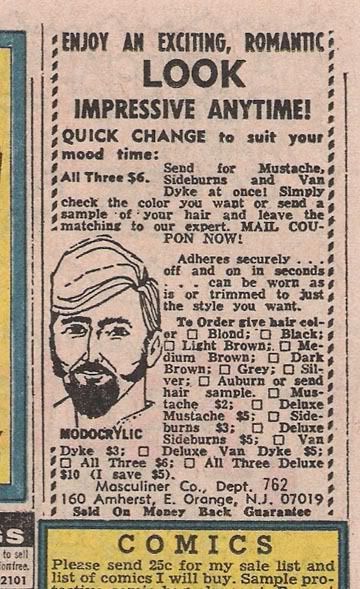 ENJOY AN EXCITING, ROMANTIC
LOOK
IMPRESSIVE ANYTIME!
QUICK CHANGE to suit your
mood time:
All Three $6.
Send for Mustache,
Sideburns and Van
Dyke at once! Simply
check the color you want or send a
sample of your hair and leave the
matching to our expert. MAIL COU-
PON NOW!
Adheres securely . . .
off and on in seconds
. . . . can be worn as
is or trimmed to just
the style you want.
To Order give hair col-
or □ Blond; □ Black;
□ Light Brown; □ Me-
dium Brown; □ Dark
Brown; □ Grey; □ Sil-
ver; □ Auburn or send
hair sample. □ Mus-
tache $2; □ Deluxe
Mustache $5; □ Side-
burns $3; □ Deluxe
Sideburns $5; □ Van
Dyke $3; □ Deluxe Van Dyke $5;
□ All Three $6; □ All Three Deluxe
$10 (I save $5).
MODOCRYLIC
Masculiner Co., Dept. 762
160 Amherst, E. Orange, N.J. 07019
Sold On Money Back Guarantee
GS
to sell
2101
COMICS
Please send 25c for my sale list and
list of comics I will buy. Sample pro-